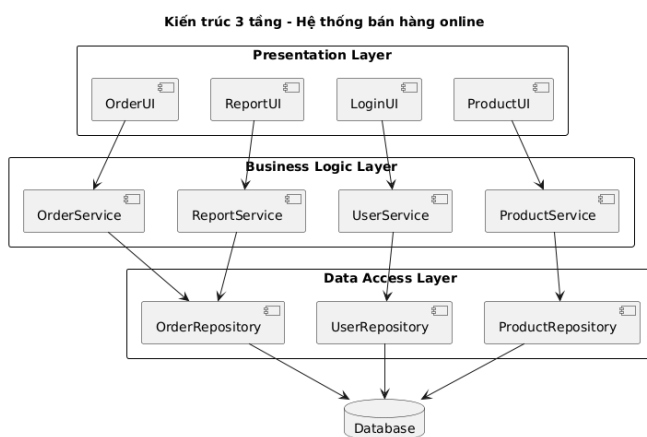 Kiến trúc 3 tầng - Hệ thống bán hàng online
Presentation Layer
OrderUI
ReportUI
LoginUI
ProductUI
Business Logic Layer
OrderService
ReportService
UserService
ProductService
Data Access Layer
OrderRepository
UserRepository
ProductRepository
Database